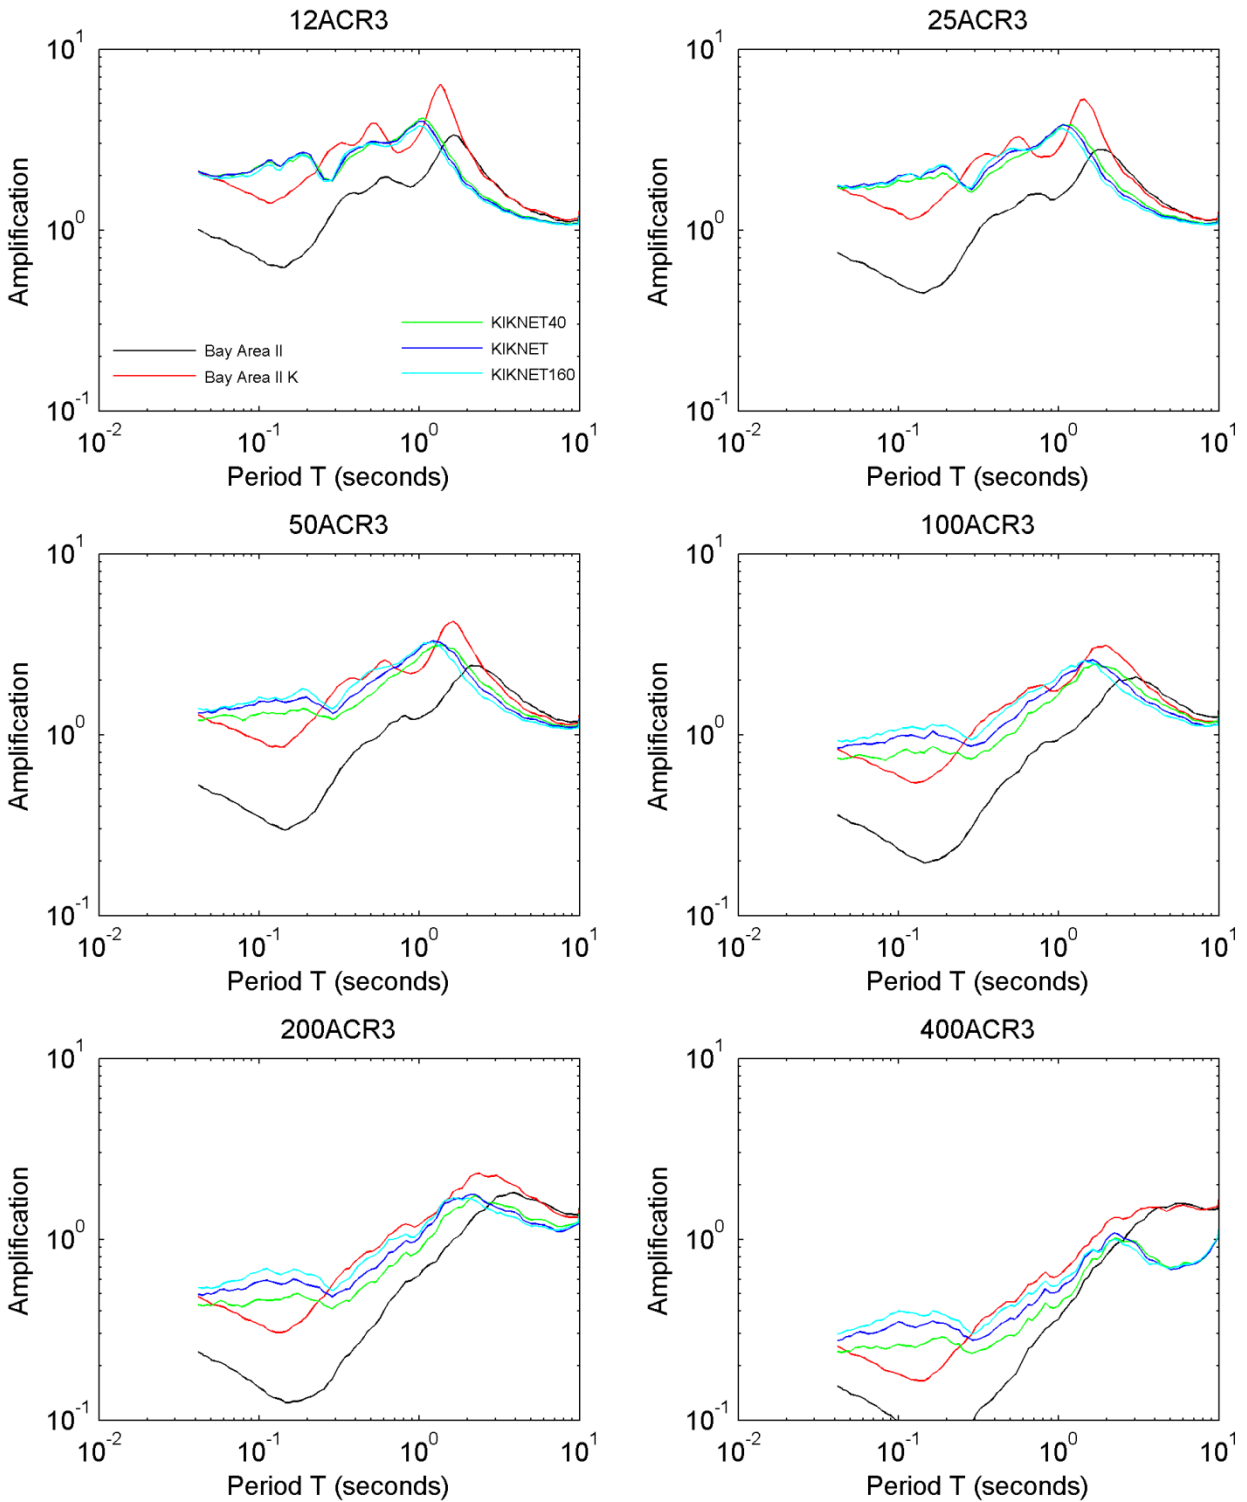 12ACR3
10^1
10^0
10^-1
Amplification
10^-2
10^-1
10^0
10^1
Period T (seconds)
Bay Area II
Bay Area II K
KIKNET40
KIKNET
KIKNET160
25ACR3
10^1
10^0
10^-1
Amplification
10^-2
10^-1
10^0
10^1
Period T (seconds)
50ACR3
10^1
10^0
10^-1
Amplification
10^-2
10^-1
10^0
10^1
Period T (seconds)
100ACR3
10^1
10^0
10^-1
Amplification
10^-2
10^-1
10^0
10^1
Period T (seconds)
200ACR3
10^1
10^0
10^-1
Amplification
10^-2
10^-1
10^0
10^1
Period T (seconds)
400ACR3
10^1
10^0
10^-1
Amplification
10^-2
10^-1
10^0
10^1
Period T (seconds)